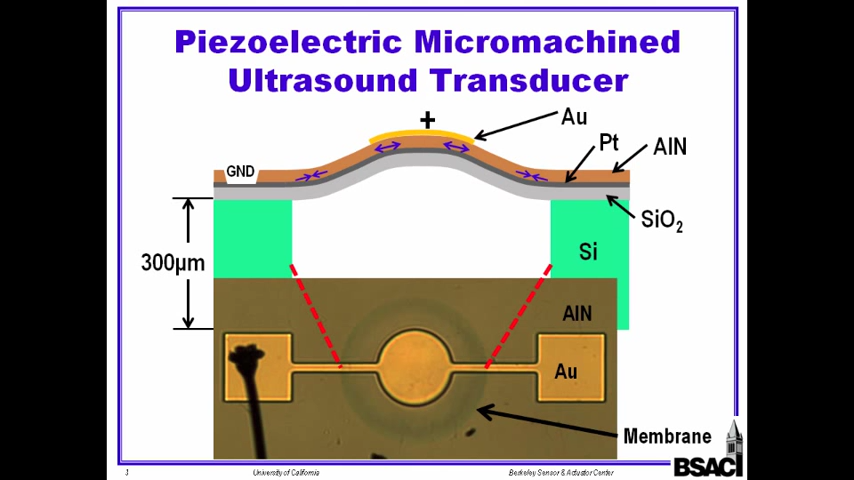 Piezoelectric Micromachined
Ultrasound Transducer
+
Au
Pt
AlN
GND
SiO2
Si
300µm
AlN
Au
Membrane
BSAC
3
University of California
Berkeley Sensor & Actuator Center